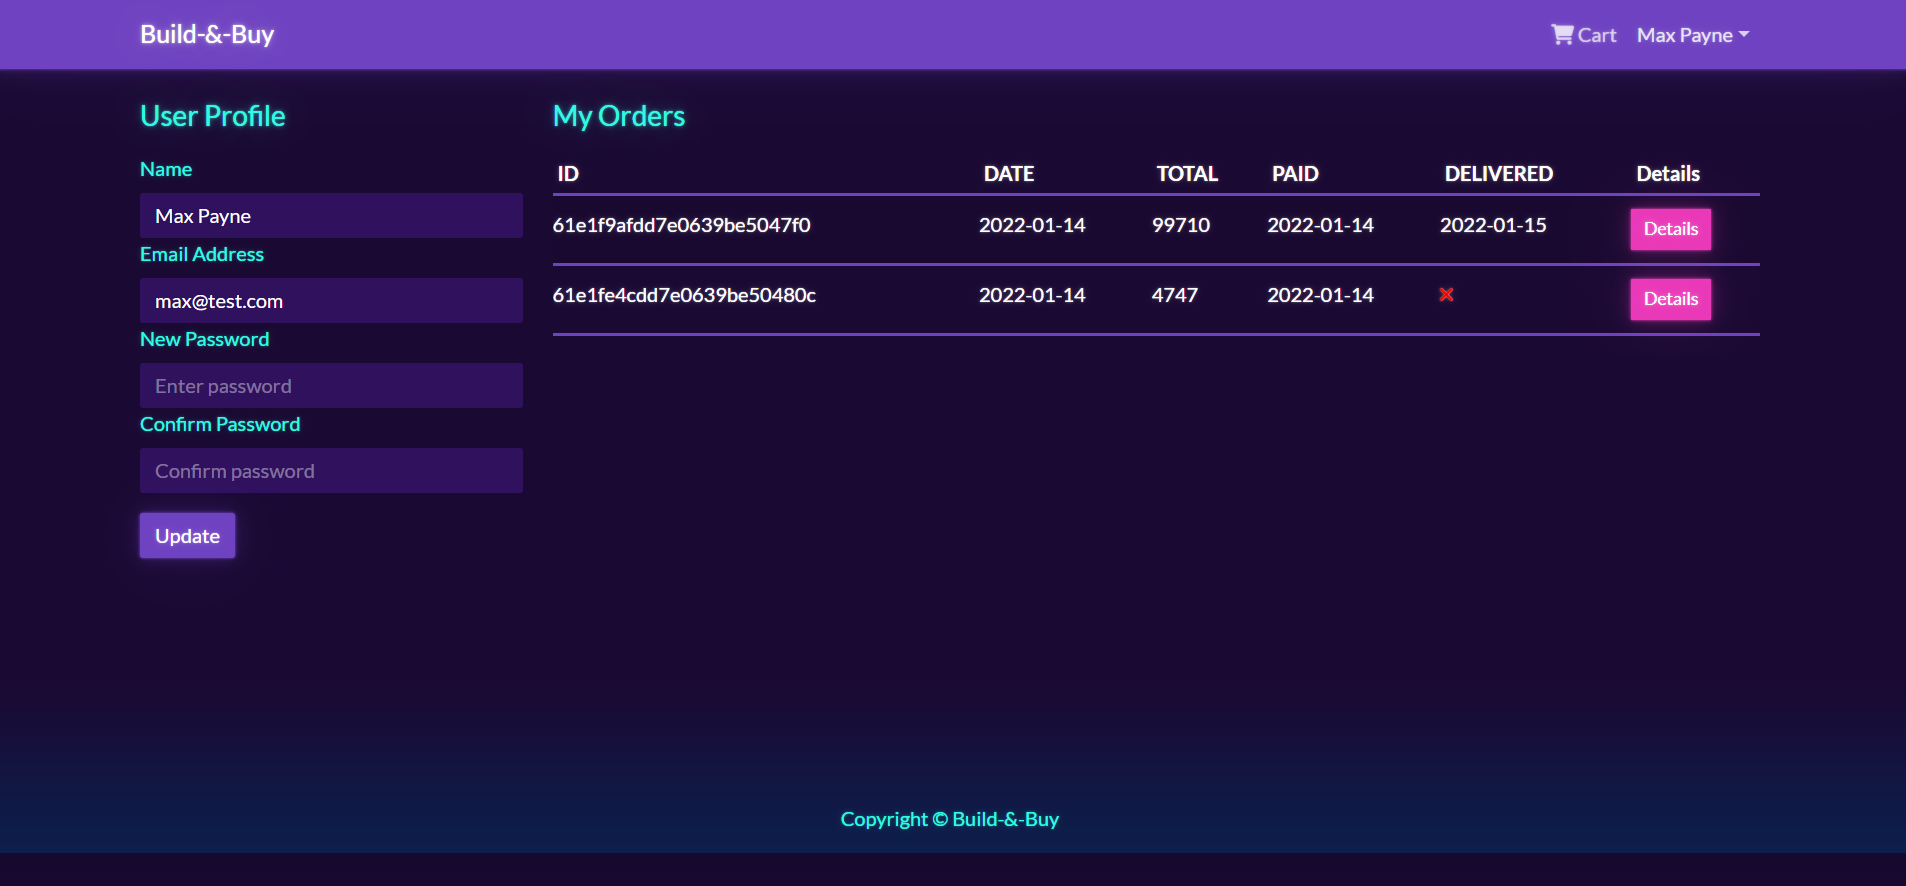 Build-&-Buy
Cart Max Payne
User Profile
Name
Max Payne
Email Address
max@test.com
New Password
Enter password
Confirm Password
Confirm password
Update
My Orders
ID DATE TOTAL PAID DELIVERED Details
61e1f9afdd7e0639be5047f0 2022-01-14 99710 2022-01-14 2022-01-15 Details
61e1fe4cdd7e0639be50480c 2022-01-14 4747 2022-01-14 Details
Copyright © Build-&-Buy